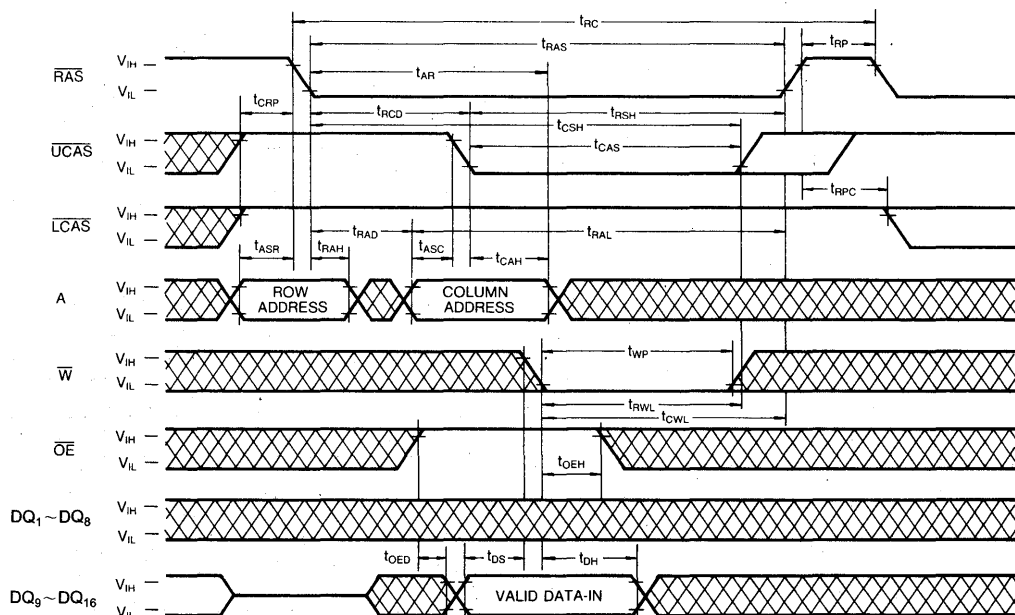 tRC
tRAS
tRP
RAS
VIH
VIL
tAR
tCRP
tRCD
tRSH
tCSH
UCAS
VIH
VIL
tCAS
tRPC
LCAS
VIH
VIL
tRAD
tRAL
tASR
tRAH
tASC
tCAH
A
VIH
VIL
ROW ADDRESS
COLUMN ADDRESS
W
VIH
VIL
tWP
tRWL
tCWL
OE
VIH
VIL
tOEH
DQ1~DQ8
VIH
VIL
tOED
tDS
tDH
DQ9~DQ16
VIH
VIL
VALID DATA-IN